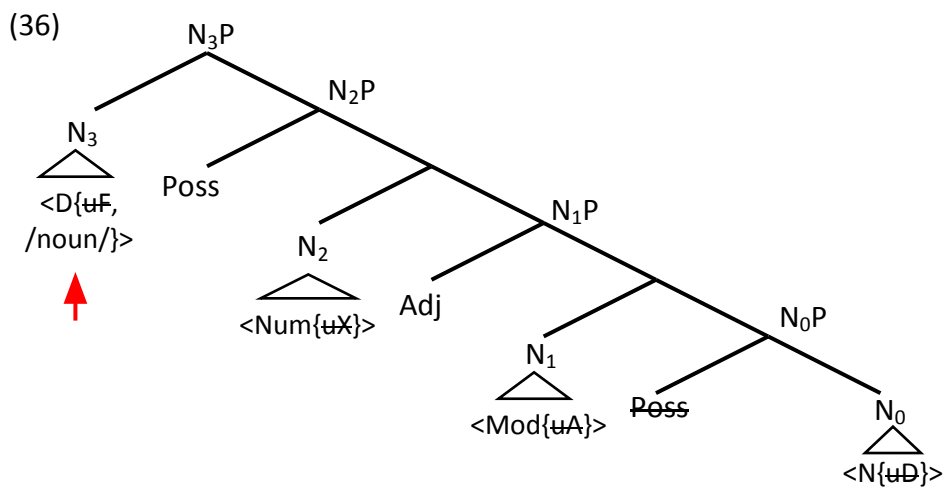 (36)
N₃P
N₂P
N₃
Poss
<D{uF,
/noun/}>
N₁P
N₂
<Num{uX}>
Adj
N₀P
N₁
<Mod{uA}>
Poss
N₀
<N{uD}>